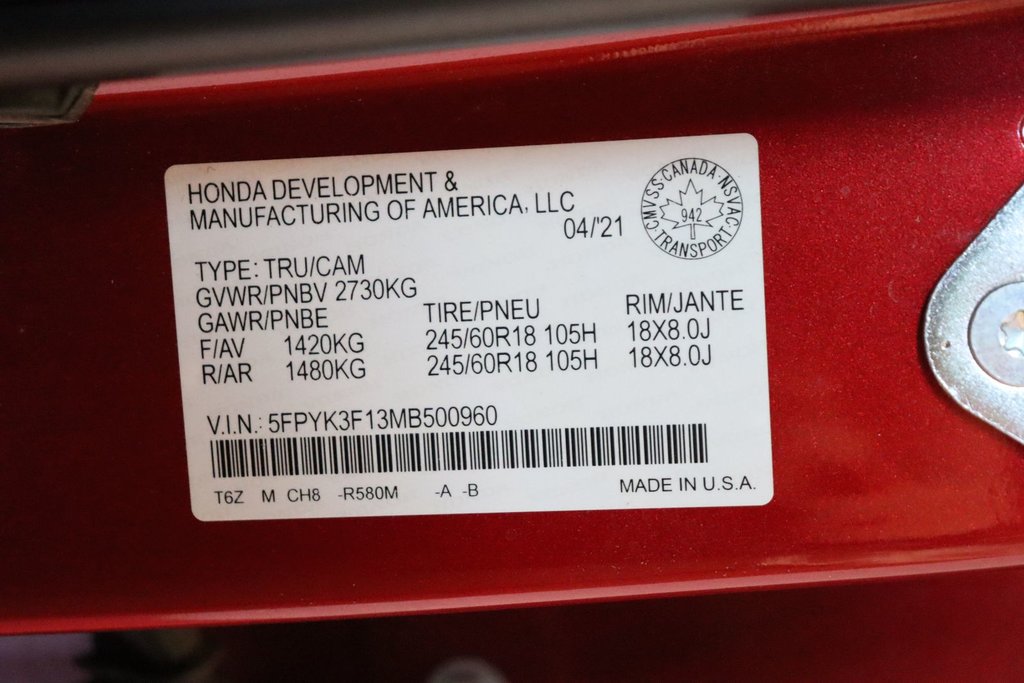 HONDA DEVELOPMENT &
MANUFACTURING OF AMERICA, LLC
04/'21
CMVSS·CANADA·NSVAC·TRANSPORT·
942
TYPE: TRU/CAM
GVWR/PNBV 2730KG
GAWR/PNBE TIRE/PNEU RIM/JANTE
F/AV 1420KG 245/60R18 105H 18X8.0J
R/AR 1480KG 245/60R18 105H 18X8.0J
V.I.N.: 5FPYK3F13MB500960
T6Z M CH8 -R580M -A -B MADE IN U.S.A.